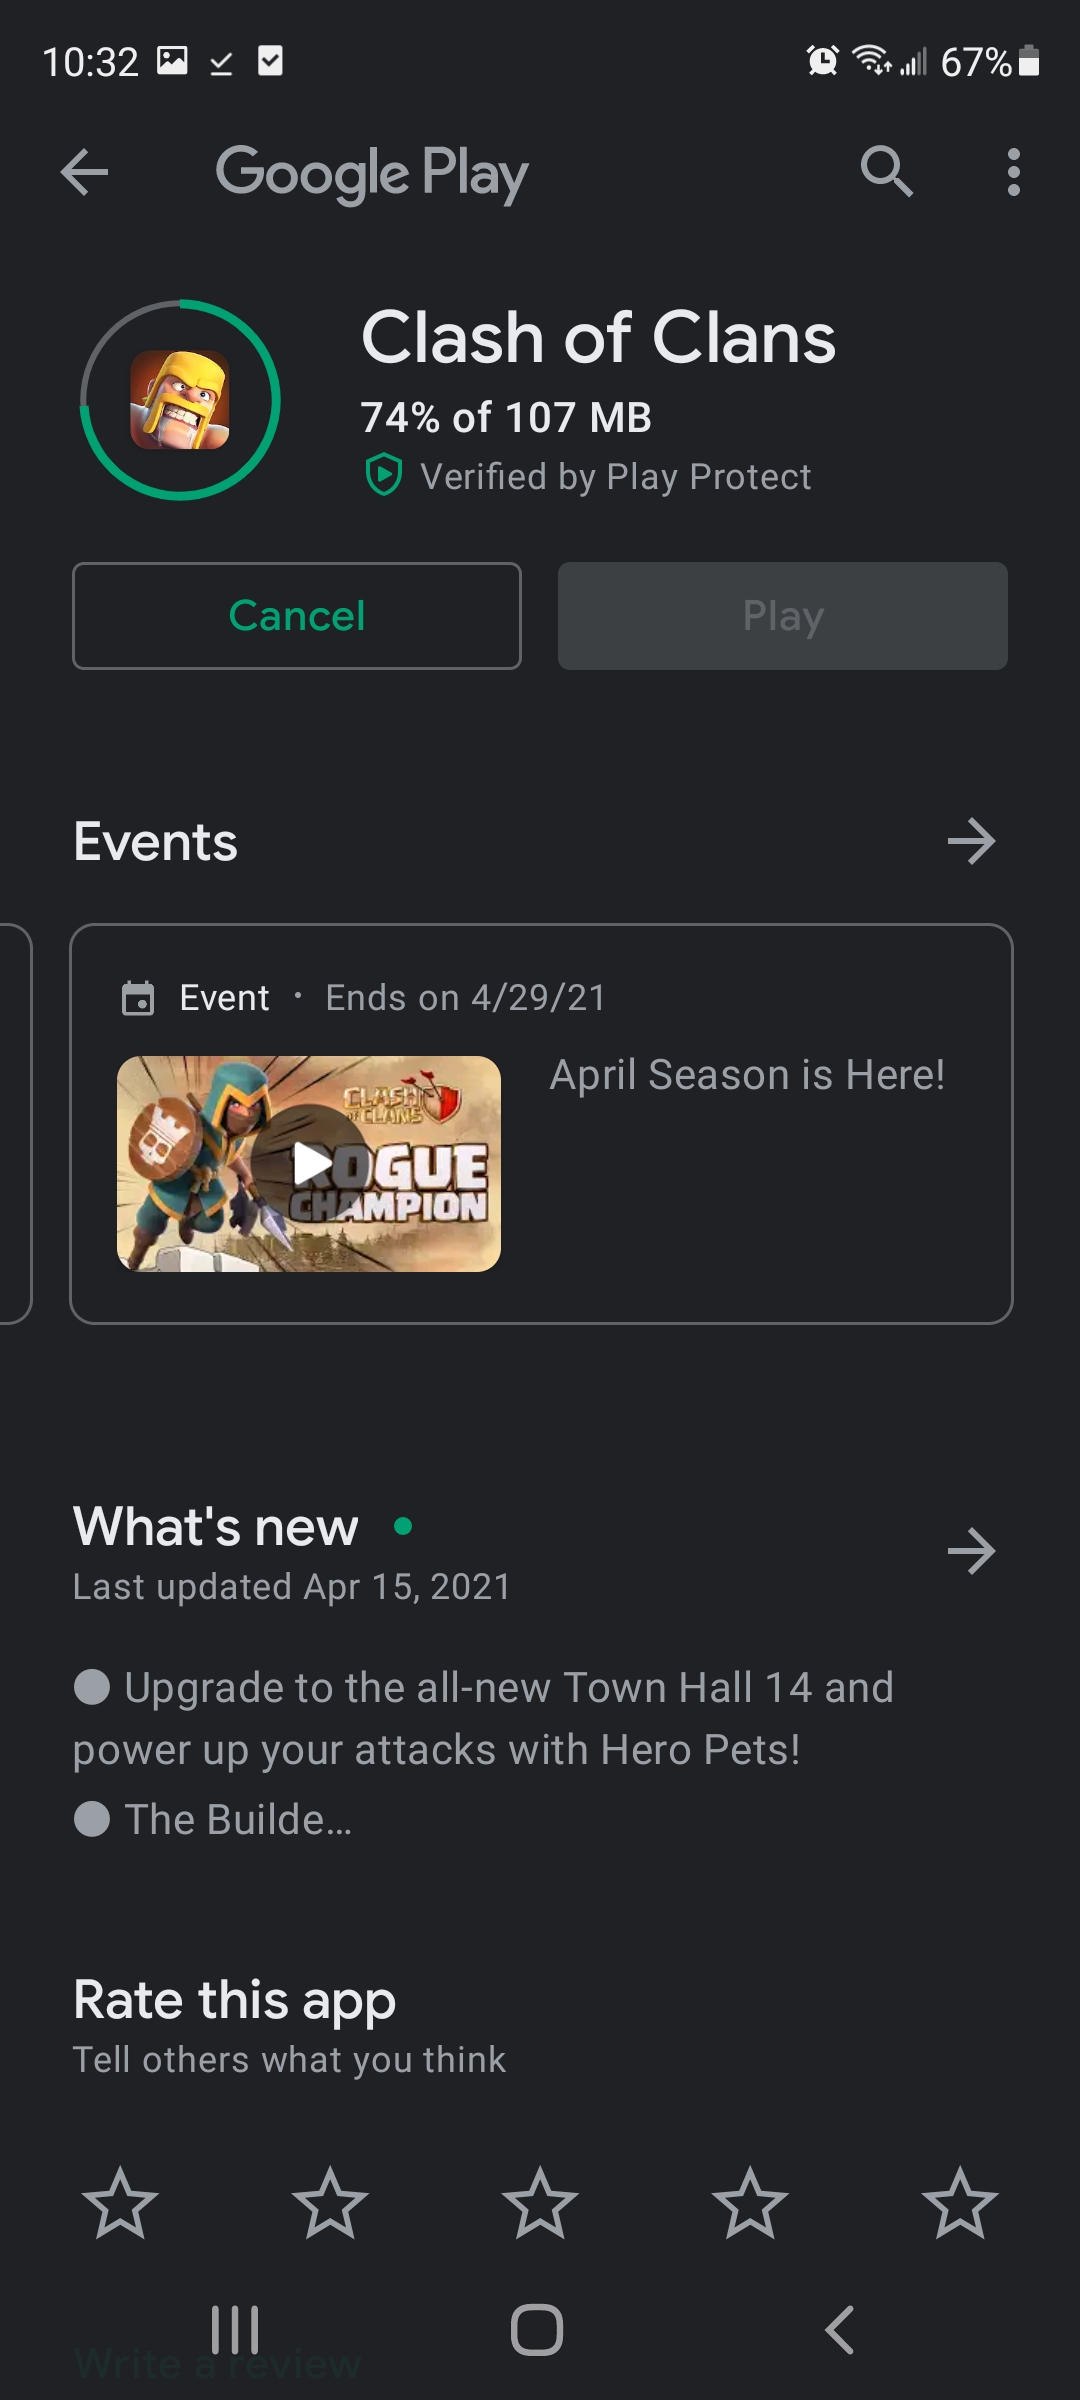 10:32
67%
Google Play
Clash of Clans
74% of 107 MB
Verified by Play Protect
Cancel
Play
Events
Event • Ends on 4/29/21
April Season is Here!
CLASH
OF CLANS
ROGUE
CHAMPION
What's new
Last updated Apr 15, 2021
● Upgrade to the all-new Town Hall 14 and
power up your attacks with Hero Pets!
● The Builde…
Rate this app
Tell others what you think
Write a review